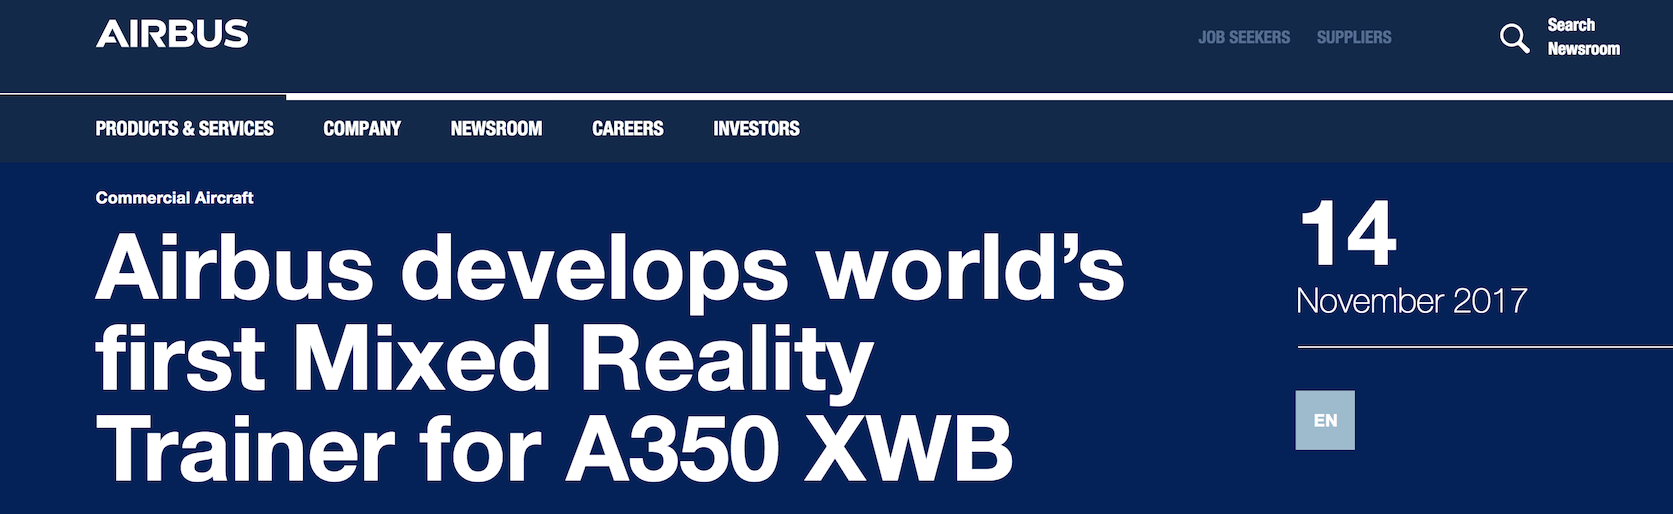 AIRBUS
JOB SEEKERS SUPPLIERS
Search
Newsroom
PRODUCTS & SERVICES COMPANY NEWSROOM CAREERS INVESTORS
Commercial Aircraft
Airbus develops world’s
first Mixed Reality
Trainer for A350 XWB
14
November 2017
EN